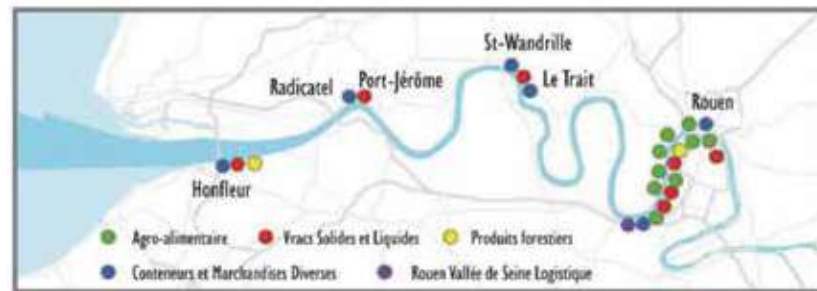 St-Wandrille
Radicatel
Port-Jérôme
Le Trait
Rouen
Honfleur
Agro-alimentaire
Vracs Solides et Liquides
Produits forestiers
Conteneurs et Marchandises Diverses
Rouen Vallée de Seine Logistique